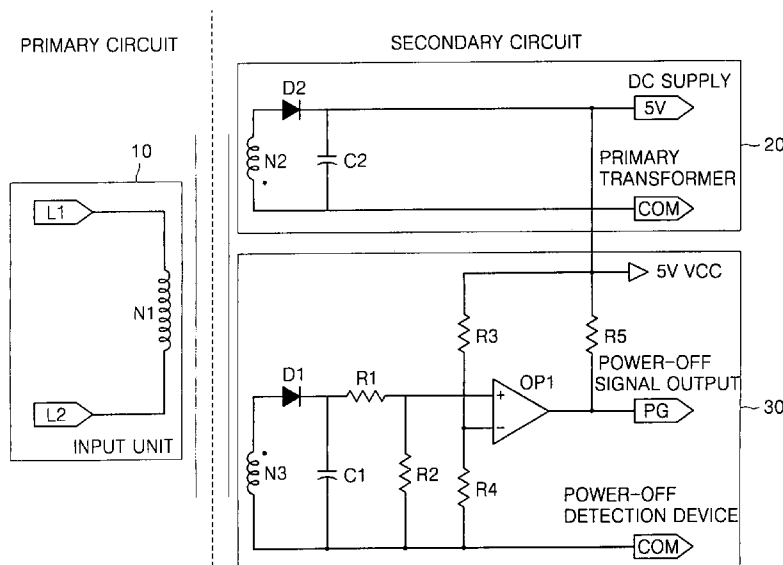 PRIMARY CIRCUIT
SECONDARY CIRCUIT
10
L1
N1
L2
INPUT UNIT
D2
N2
C2
DC SUPPLY
5V
PRIMARY
TRANSFORMER
COM
20
5V VCC
R3
R5
D1
R1
OP1
+
−
POWER-OFF
SIGNAL OUTPUT
PG
30
N3
C1
R2
R4
POWER-OFF
DETECTION DEVICE
COM